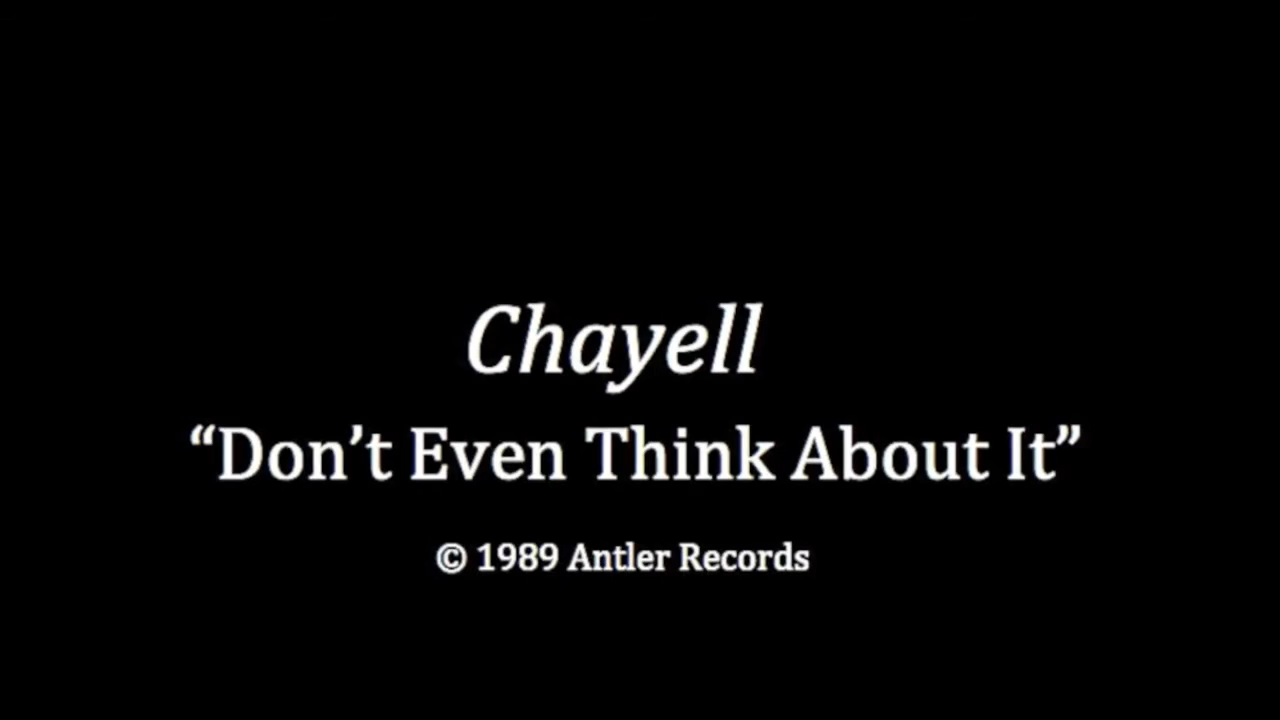 Chayell
“Don’t Even Think About It”
© 1989 Antler Records